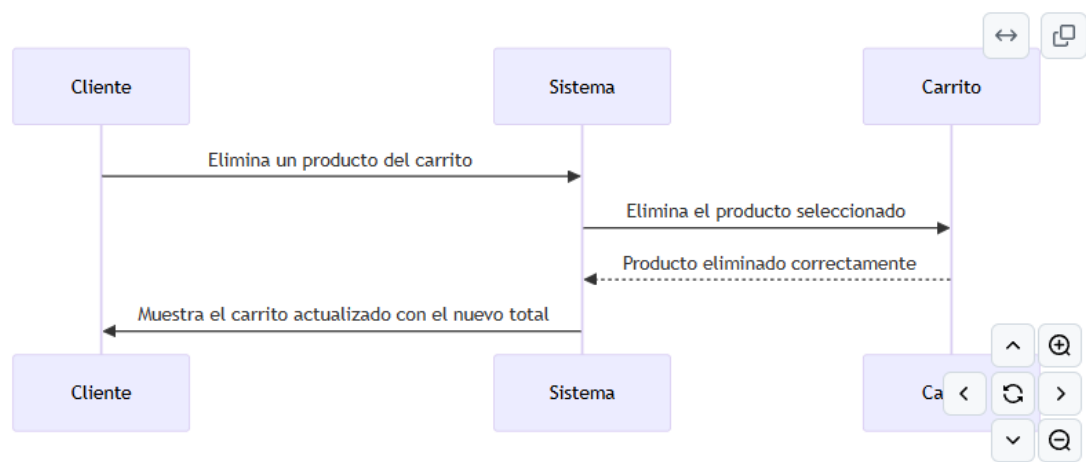 Cliente
Sistema
Carrito
Elimina un producto del carrito
Elimina el producto seleccionado
Producto eliminado correctamente
Muestra el carrito actualizado con el nuevo total
Cliente
Sistema